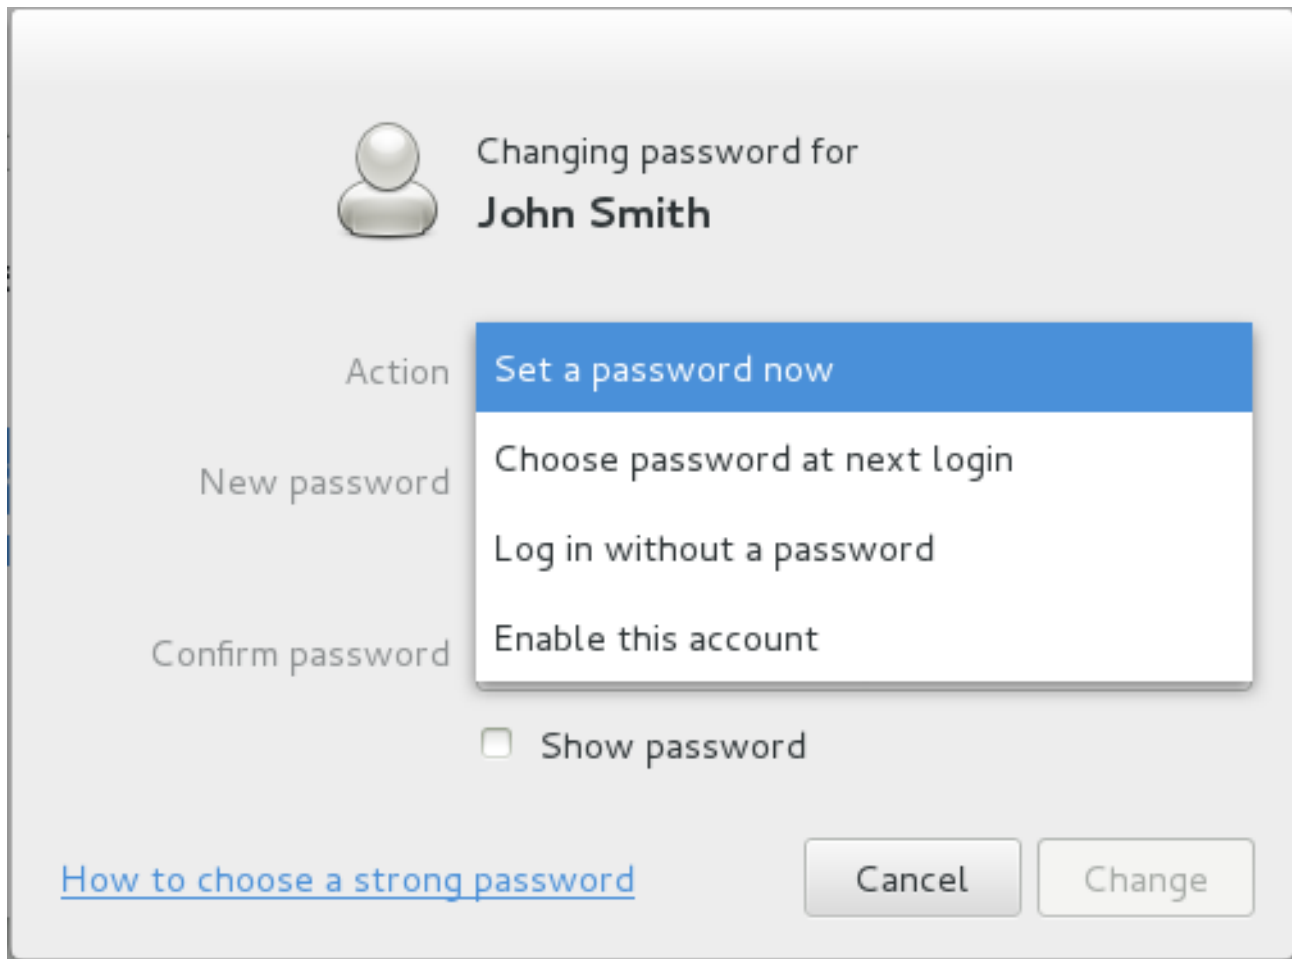 Changing password for
John Smith
Action
Set a password now
New password
Choose password at next login
Log in without a password
Confirm password
Enable this account
Show password
How to choose a strong password
Cancel
Change